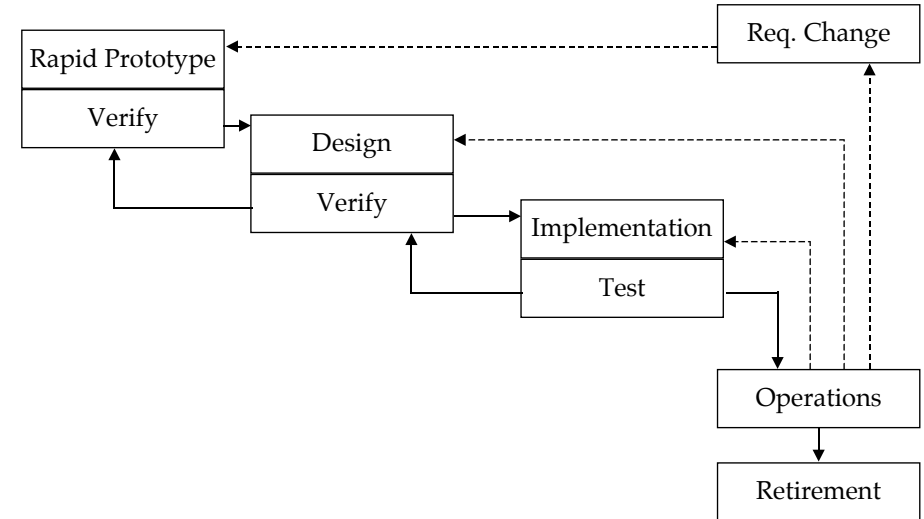 Req. Change
Rapid Prototype
Verify
Design
Verify
Implementation
Test
Operations
Retirement